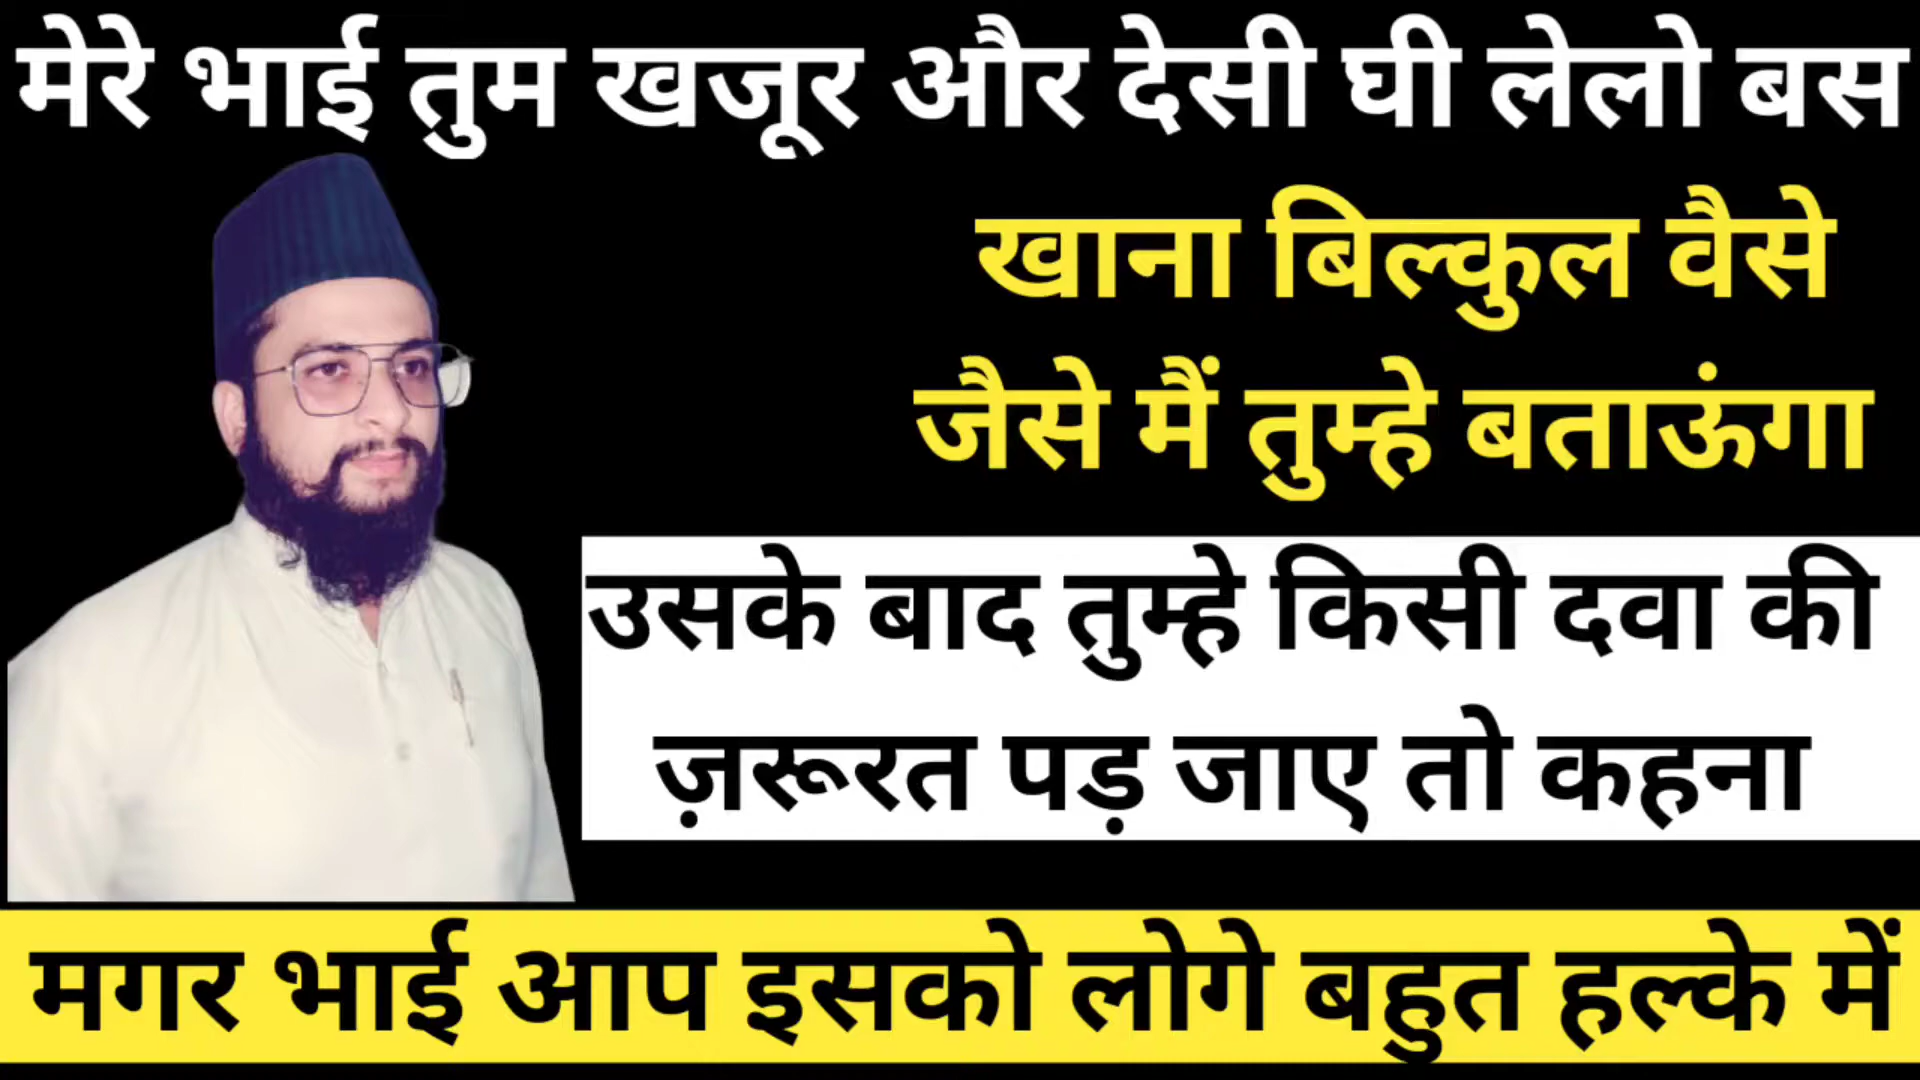 मेरे भाई तुम खजूर और देसी घी लेलो बस
खाना बिल्कुल वैसे
जैसे मैं तुम्हे बताऊंगा
उसके बाद तुम्हे किसी दवा की
ज़रूरत पड़ जाए तो कहना
मगर भाई आप इसको लोगे बहुत हल्के में